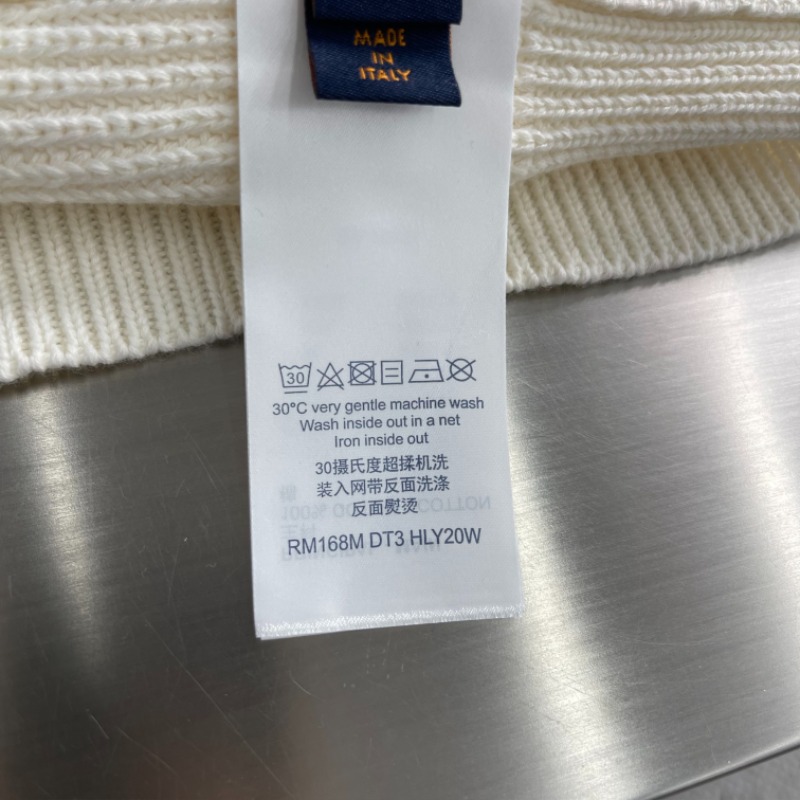 MADE
IN
ITALY
30
30°C very gentle machine wash
Wash inside out in a net
Iron inside out
30摄氏度超揉机洗
装入网带反面洗涤
反面熨烫
RM168M DT3 HLY20W